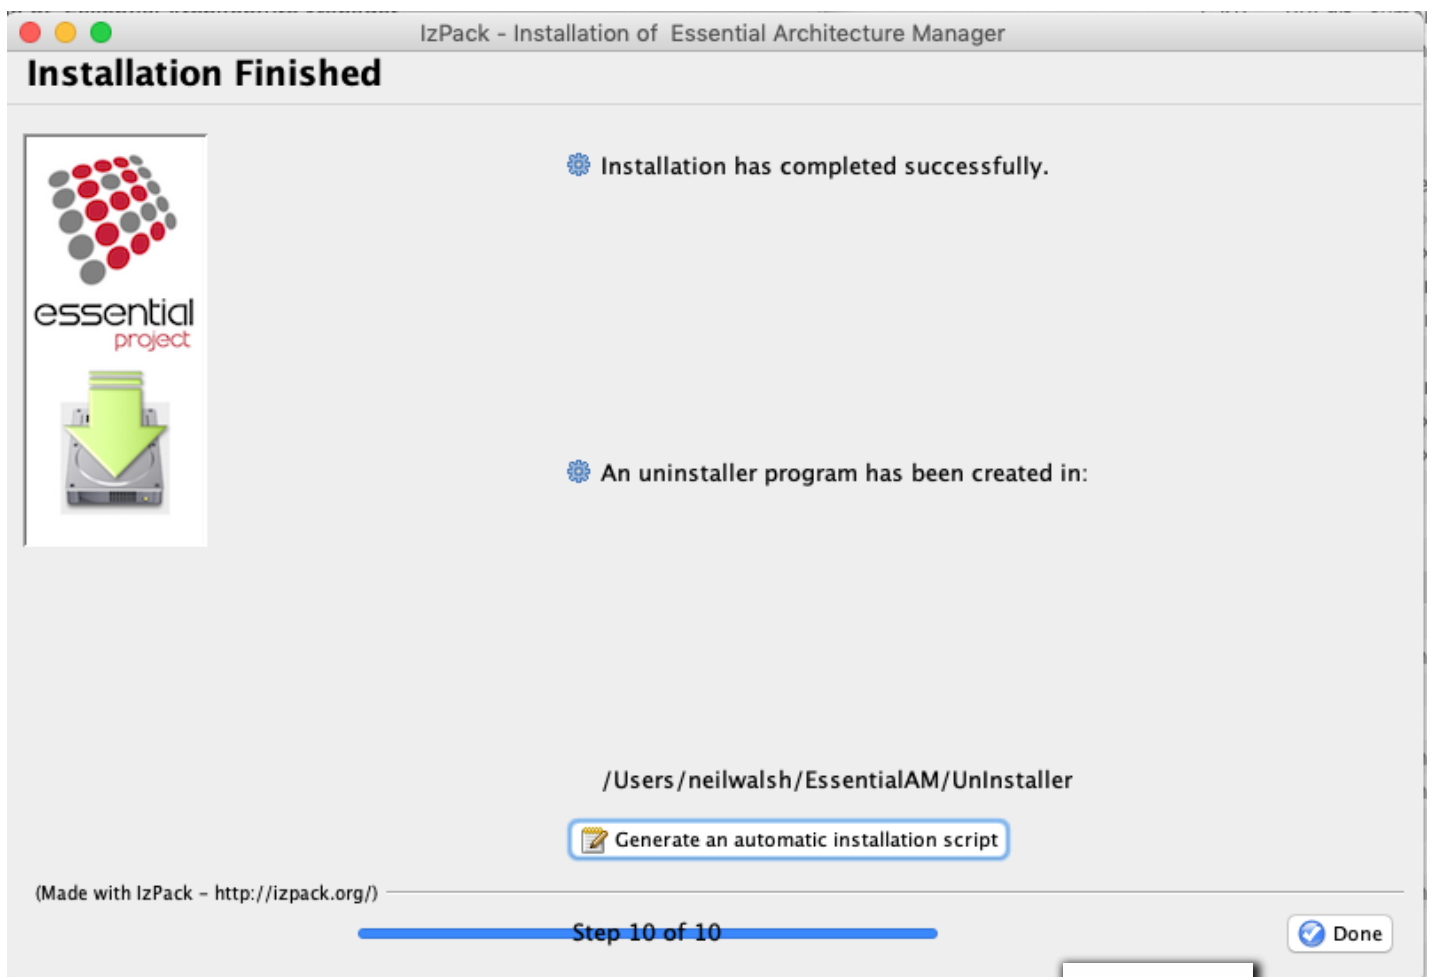 IzPack - Installation of Essential Architecture Manager
Installation Finished
Installation has completed successfully.
essential
project
An uninstaller program has been created in:
/Users/neilwalsh/EssentialAM/UnInstaller
Generate an automatic installation script
(Made with IzPack - http://izpack.org/)
Step 10 of 10
Done